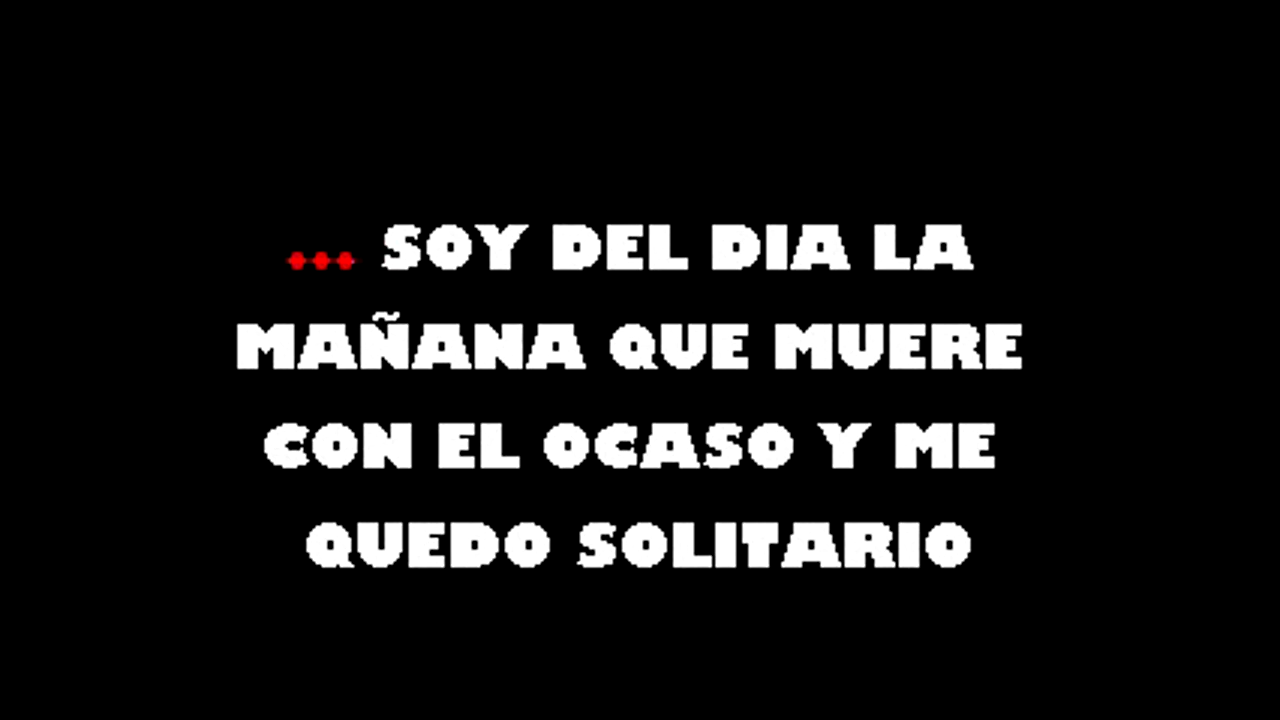 ... SOY DEL DIA LA
MAÑANA QUE MUERE
CON EL OCASO Y ME
QUEDO SOLITARIO